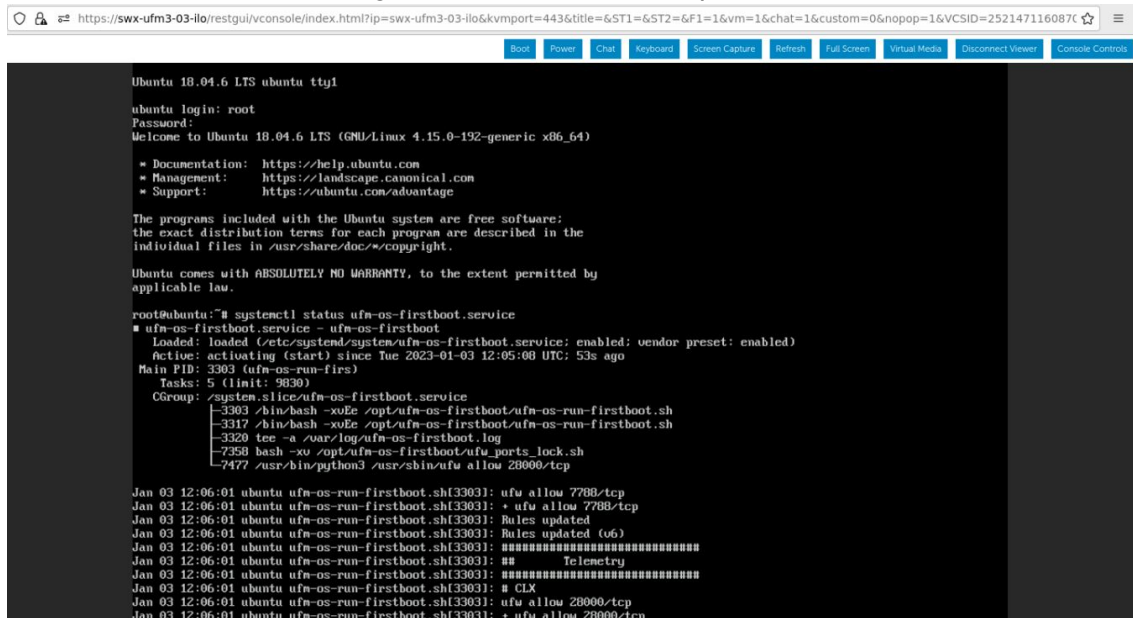 https://swx-ufm3-03-ilo/restgui/vconsole/index.html?ip=swx-ufm3-03-ilo&kvmport=443&title=&ST1=&ST2=&F1=1&vm=1&chat=1&custom=0&nopop=1&VCSID=252147116087
Boot Power Chat Keyboard Screen Capture Refresh Full Screen Virtual Media Disconnect Viewer Console Controls
Ubuntu 18.04.6 LTS ubuntu tty1
ubuntu login: root
Password:
Welcome to Ubuntu 18.04.6 LTS (GNU/Linux 4.15.0-192-generic x86_64)
* Documentation: https://help.ubuntu.com
* Management: https://landscape.canonical.com
* Support: https://ubuntu.com/advantage
The programs included with the Ubuntu system are free software;
the exact distribution terms for each program are described in the
individual files in /usr/share/doc/*/copyright.
Ubuntu comes with ABSOLUTELY NO WARRANTY, to the extent permitted by
applicable law.
root@ubuntu:~# systemctl status ufm-os-firstboot.service
■ ufm-os-firstboot.service - ufm-os-firstboot
Loaded: loaded (/etc/systemd/system/ufm-os-firstboot.service; enabled; vendor preset: enabled)
Active: activating (start) since Tue 2023-01-03 12:05:08 UTC; 53s ago
Main PID: 3303 (ufm-os-run-firs)
Tasks: 5 (limit: 9830)
CGroup: /system.slice/ufm-os-firstboot.service
├─3303 /bin/bash -xvEe /opt/ufm-os-firstboot/ufm-os-run-firstboot.sh
├─3317 /bin/bash -xvEe /opt/ufm-os-firstboot/ufm-os-run-firstboot.sh
├─3320 tee -a /var/log/ufm-os-firstboot.log
├─7358 bash -xv /opt/ufm-os-firstboot/ufw_ports_lock.sh
└─7477 /usr/bin/python3 /usr/sbin/ufw allow 28000/tcp
Jan 03 12:06:01 ubuntu ufm-os-run-firstboot.sh[3303]: ufw allow 7788/tcp
Jan 03 12:06:01 ubuntu ufm-os-run-firstboot.sh[3303]: + ufw allow 7788/tcp
Jan 03 12:06:01 ubuntu ufm-os-run-firstboot.sh[3303]: Rules updated
Jan 03 12:06:01 ubuntu ufm-os-run-firstboot.sh[3303]: Rules updated (v6)
Jan 03 12:06:01 ubuntu ufm-os-run-firstboot.sh[3303]: ##############################
Jan 03 12:06:01 ubuntu ufm-os-run-firstboot.sh[3303]: ## Telemetry
Jan 03 12:06:01 ubuntu ufm-os-run-firstboot.sh[3303]: ##############################
Jan 03 12:06:01 ubuntu ufm-os-run-firstboot.sh[3303]: # CLX
Jan 03 12:06:01 ubuntu ufm-os-run-firstboot.sh[3303]: ufw allow 28000/tcp
Jan 03 12:06:01 ubuntu ufm-os-run-firstboot.sh[3303]: + ufw allow 28000/tcp